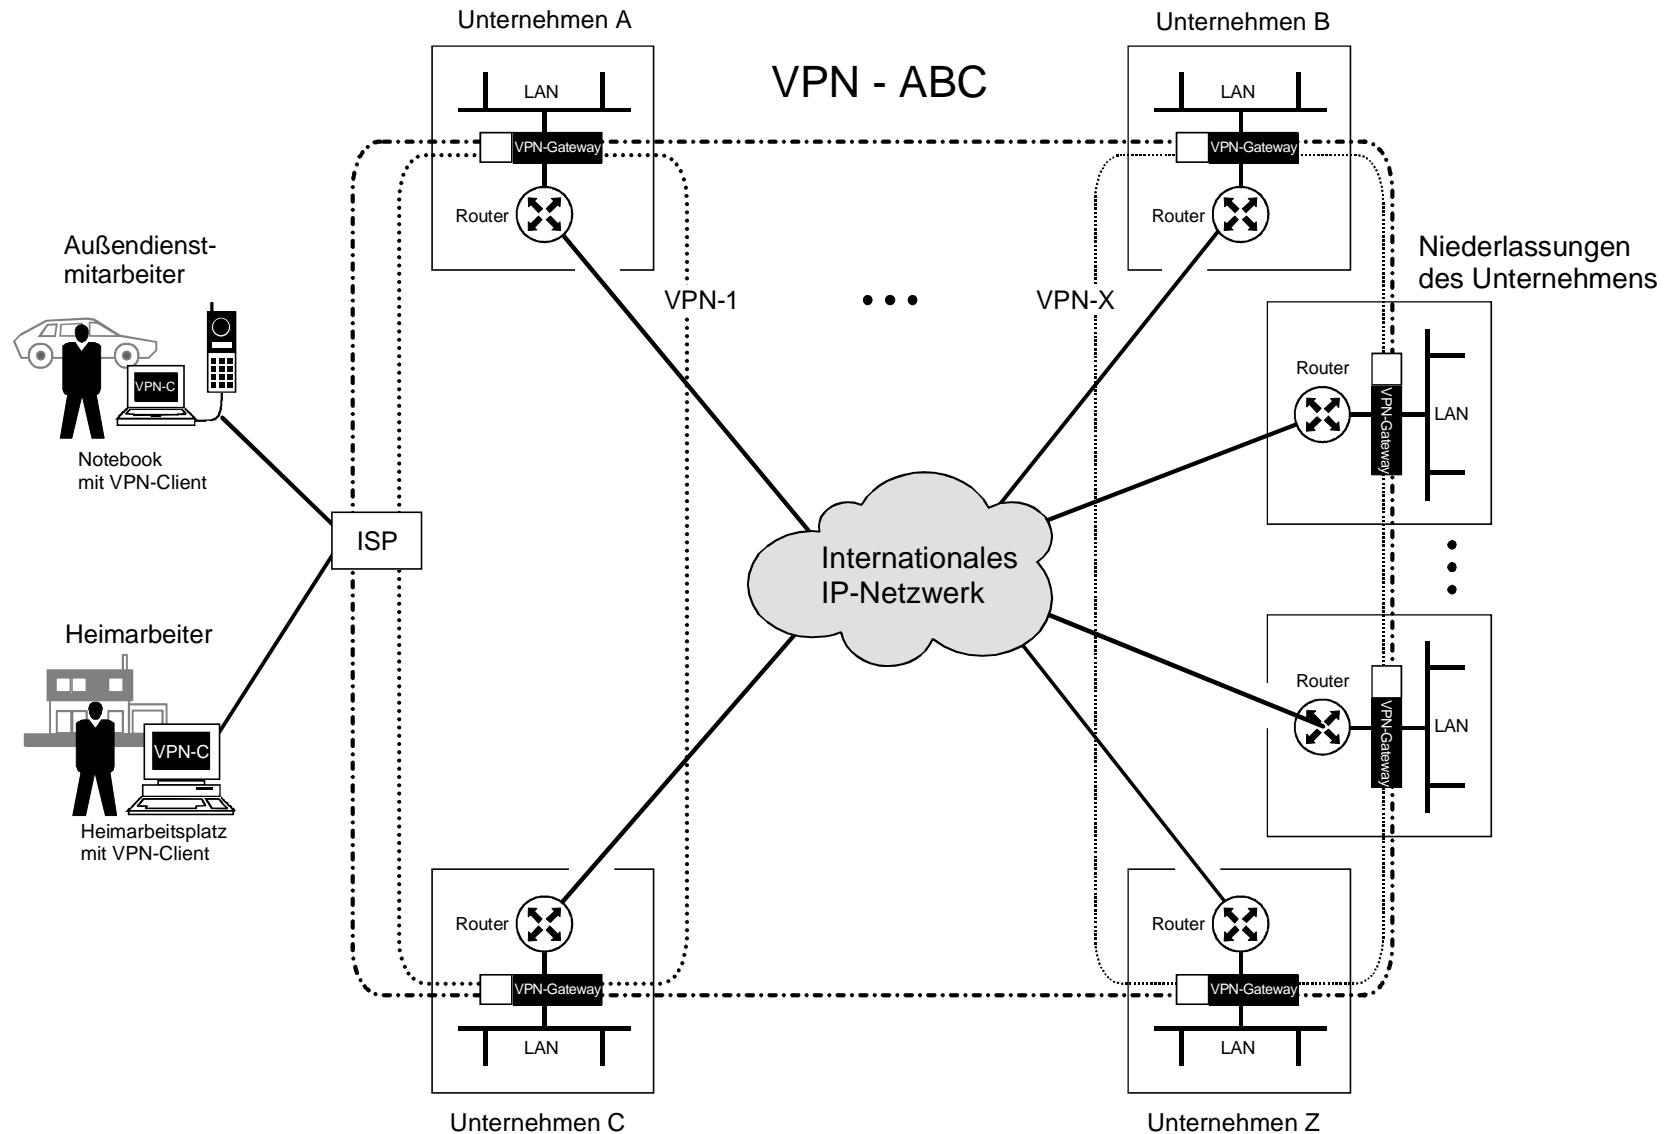 Unternehmen A
Unternehmen B
VPN - ABC
LAN
LAN
VPN-Gateway
VPN-Gateway
Router
Router
Außendienst-
mitarbeiter
Niederlassungen
des Unternehmens
VPN-1
• • •
VPN-X
Router
VPN-Gateway
LAN
VPN-C
Notebook
mit VPN-Client
ISP
Internationales
IP-Netzwerk
Heimarbeiter
Router
VPN-Gateway
LAN
VPN-C
Heimarbeitsplatz
mit VPN-Client
Router
Router
VPN-Gateway
VPN-Gateway
LAN
LAN
Unternehmen C
Unternehmen Z